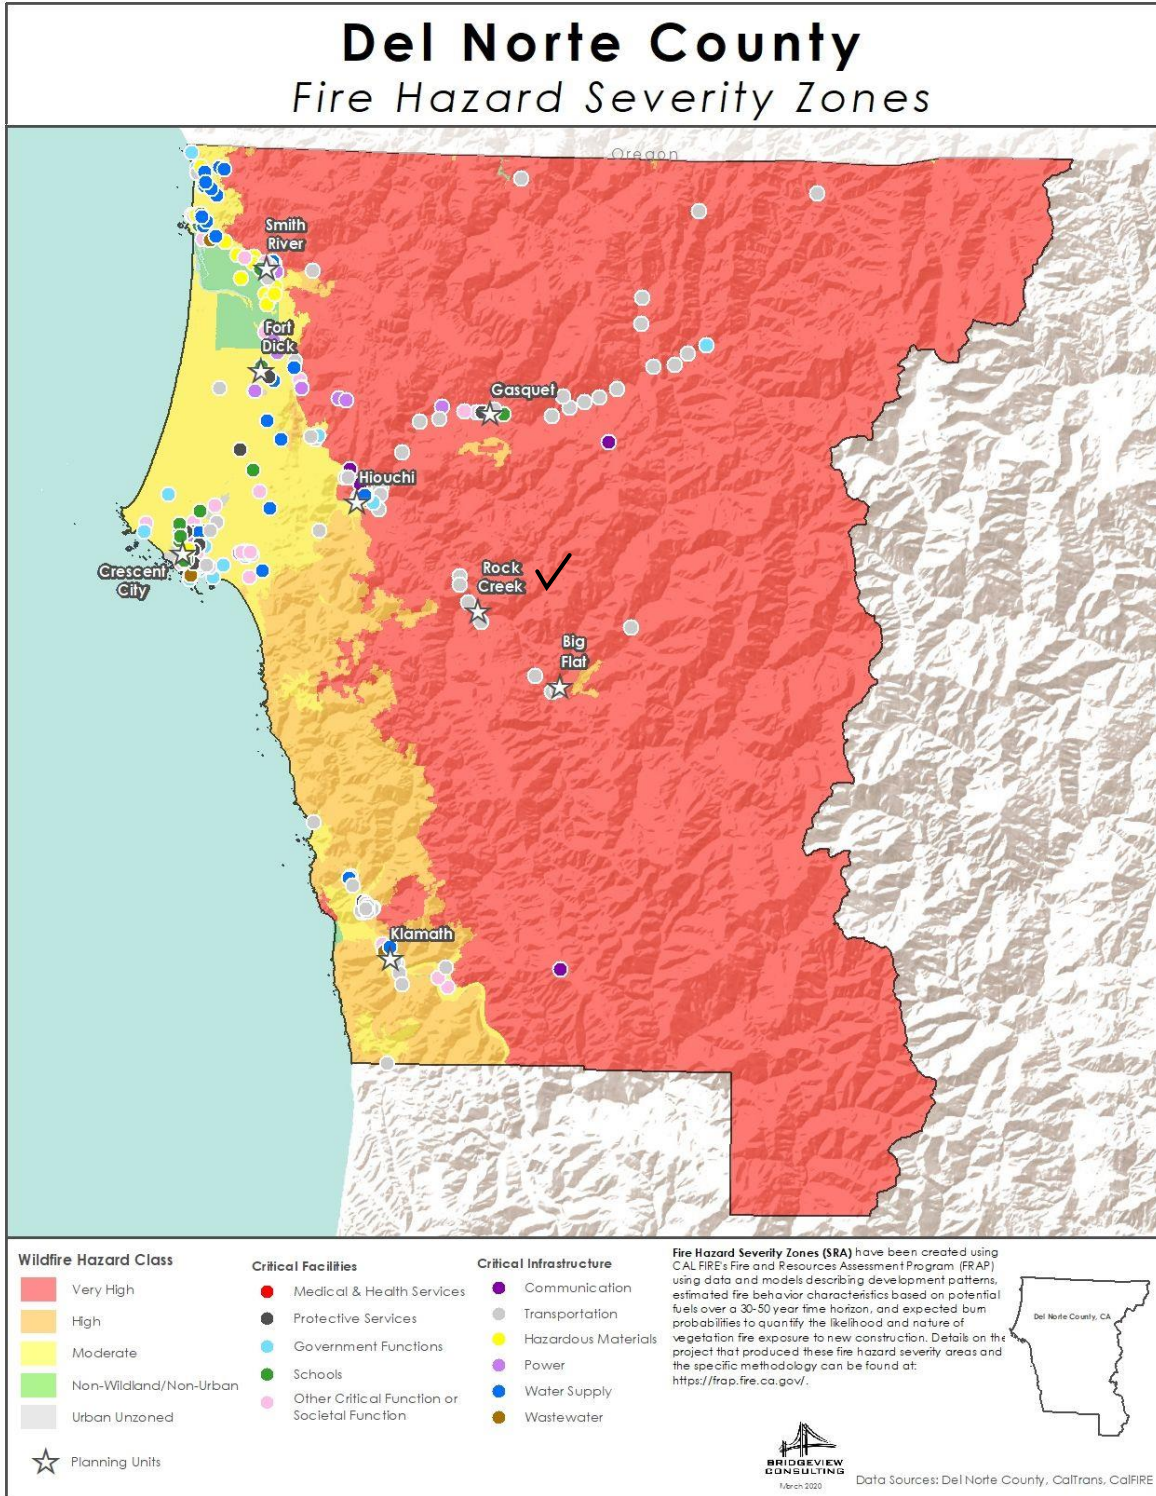 Del Norte County
Fire Hazard Severity Zones
Oregon
Smith
River
Fort
Dick
Gasquet
Hiouchi
Crescent
City
Rock
Creek
Big
Flat
Klamath
Wildfire Hazard Class
Very High
High
Moderate
Non-Wildland/Non-Urban
Urban Unzoned
Planning Units
Critical Facilities
Medical & Health Services
Protective Services
Government Functions
Schools
Other Critical Function or
Societal Function
Critical Infrastructure
Communication
Transportation
Hazardous Materials
Power
Water Supply
Wastewater
Fire Hazard Severity Zones (SRA) have been created using
CAL FIRE's Fire and Resources Assessment Program (FRAP)
using data and models describing development patterns,
estimated fire behavior characteristics based on potential
fuels over a 30-50 year time horizon, and expected burn
probabilities to quantify the likelihood and nature of
vegetation fire exposure to new construction. Details on the
project that produced these fire hazard severity areas and
the specific methodology can be found at:
https://frap.fire.ca.gov/.
Del Norte County, CA
BRIDGEVIEW
CONSULTING
March 2020
Data Sources: Del Norte County, CalTrans, CalFIRE